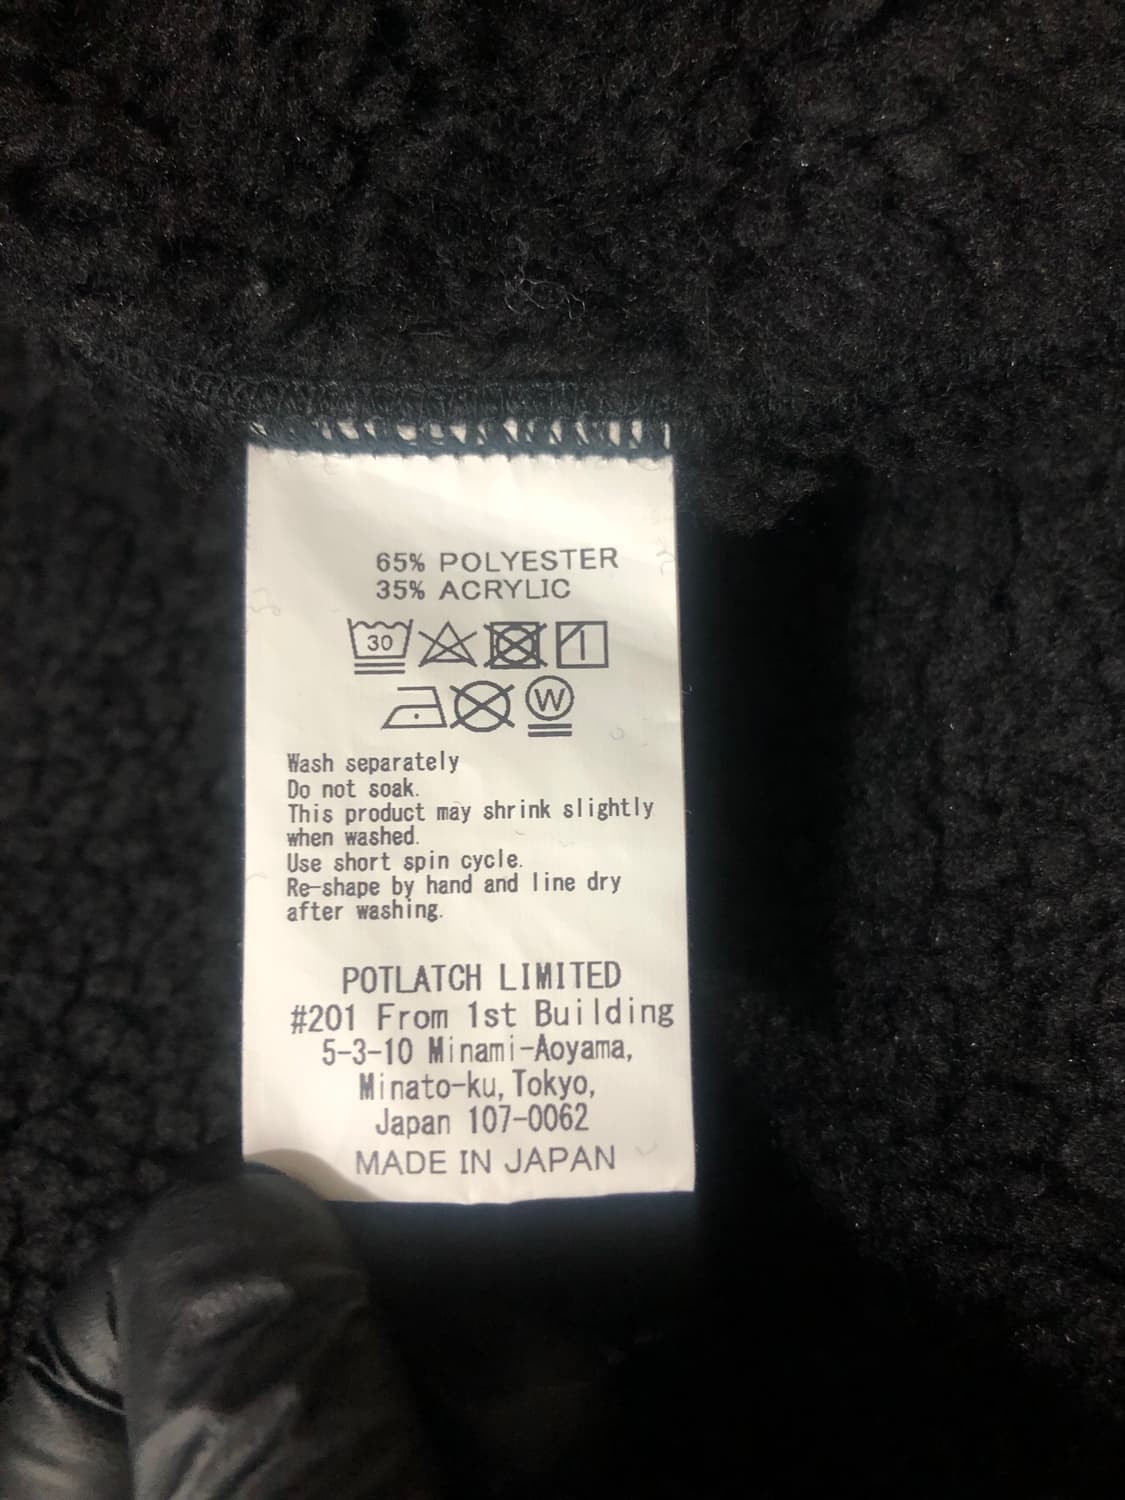 65% POLYESTER
35% ACRYLIC
30
W
Wash separately
Do not soak.
This product may shrink slightly
when washed.
Use short spin cycle.
Re-shape by hand and line dry
after washing.
POTLATCH LIMITED
#201 From 1st Building
5-3-10 Minami-Aoyama,
Minato-ku, Tokyo,
Japan 107-0062
MADE IN JAPAN